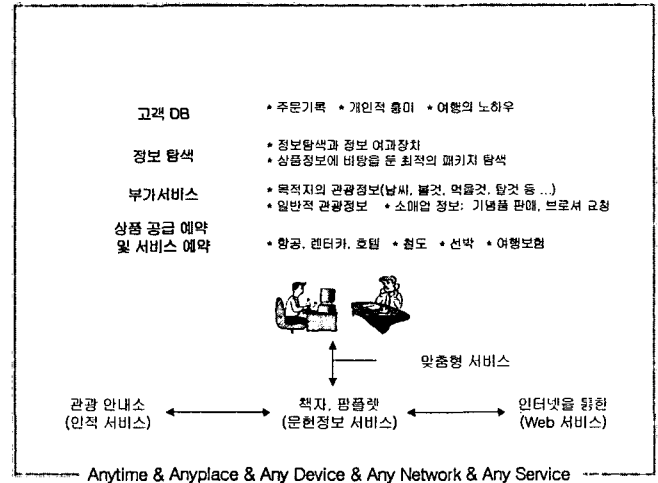 고객 DB
* 주문기록 * 개인적 흥미 * 여행의 노하우
정보 탐색
* 정보탐색과 정보 여과장치
* 상품정보에 바탕을 둔 최적의 패키지 탐색
부가서비스
* 목적지의 관광정보(날씨, 볼것, 먹을것, 탈것 등 ...)
* 일반적 관광정보 * 소매업 정보: 기념품 판매, 브로셔 요청
상품 공급 예약
및 서비스 예약
* 항공, 렌터카, 호텔 * 철도 * 선박 * 여행보험
맞춤형 서비스
관광 안내소
(인적 서비스)
책자, 팜플렛
(문헌정보 서비스)
인터넷을 통한
(Web 서비스)
Anytime & Anyplace & Any Device & Any Network & Any Service